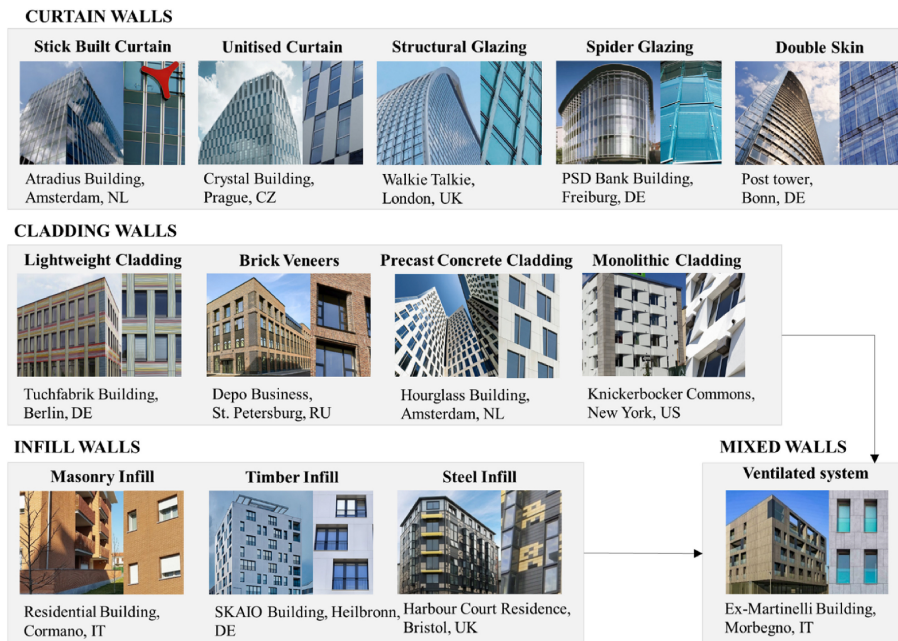 CURTAIN WALLS
Stick Built Curtain
Unitised Curtain
Structural Glazing
Spider Glazing
Double Skin
Atradius Building,
Amsterdam, NL
Crystal Building,
Prague, CZ
Walkie Talkie,
London, UK
PSD Bank Building,
Freiburg, DE
Post tower,
Bonn, DE
CLADDING WALLS
Lightweight Cladding
Brick Veneers
Precast Concrete Cladding
Monolithic Cladding
Tuchfabrik Building,
Berlin, DE
Depo Business,
St. Petersburg, RU
Hourglass Building,
Amsterdam, NL
Knickerbocker Commons,
New York, US
INFILL WALLS
Masonry Infill
Timber Infill
Steel Infill
Residential Building,
Cormano, IT
SKAIO Building, Heilbronn,
DE
Harbour Court Residence,
Bristol, UK
MIXED WALLS
Ventilated system
Ex-Martinelli Building,
Morbegno, IT